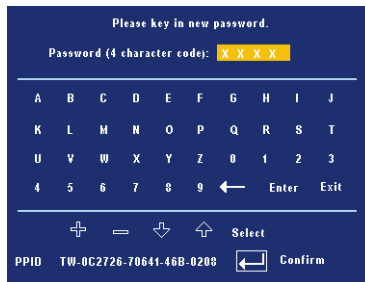 Please key in new password.
Password (4 character code): X X X X
A B C D E F G H I J
K L M N O P Q R S T
U V W X Y Z 0 1 2 3
4 5 6 7 8 9 ← Enter Exit
Select
PPID TW-0C2726-70641-46B-0208 Confirm